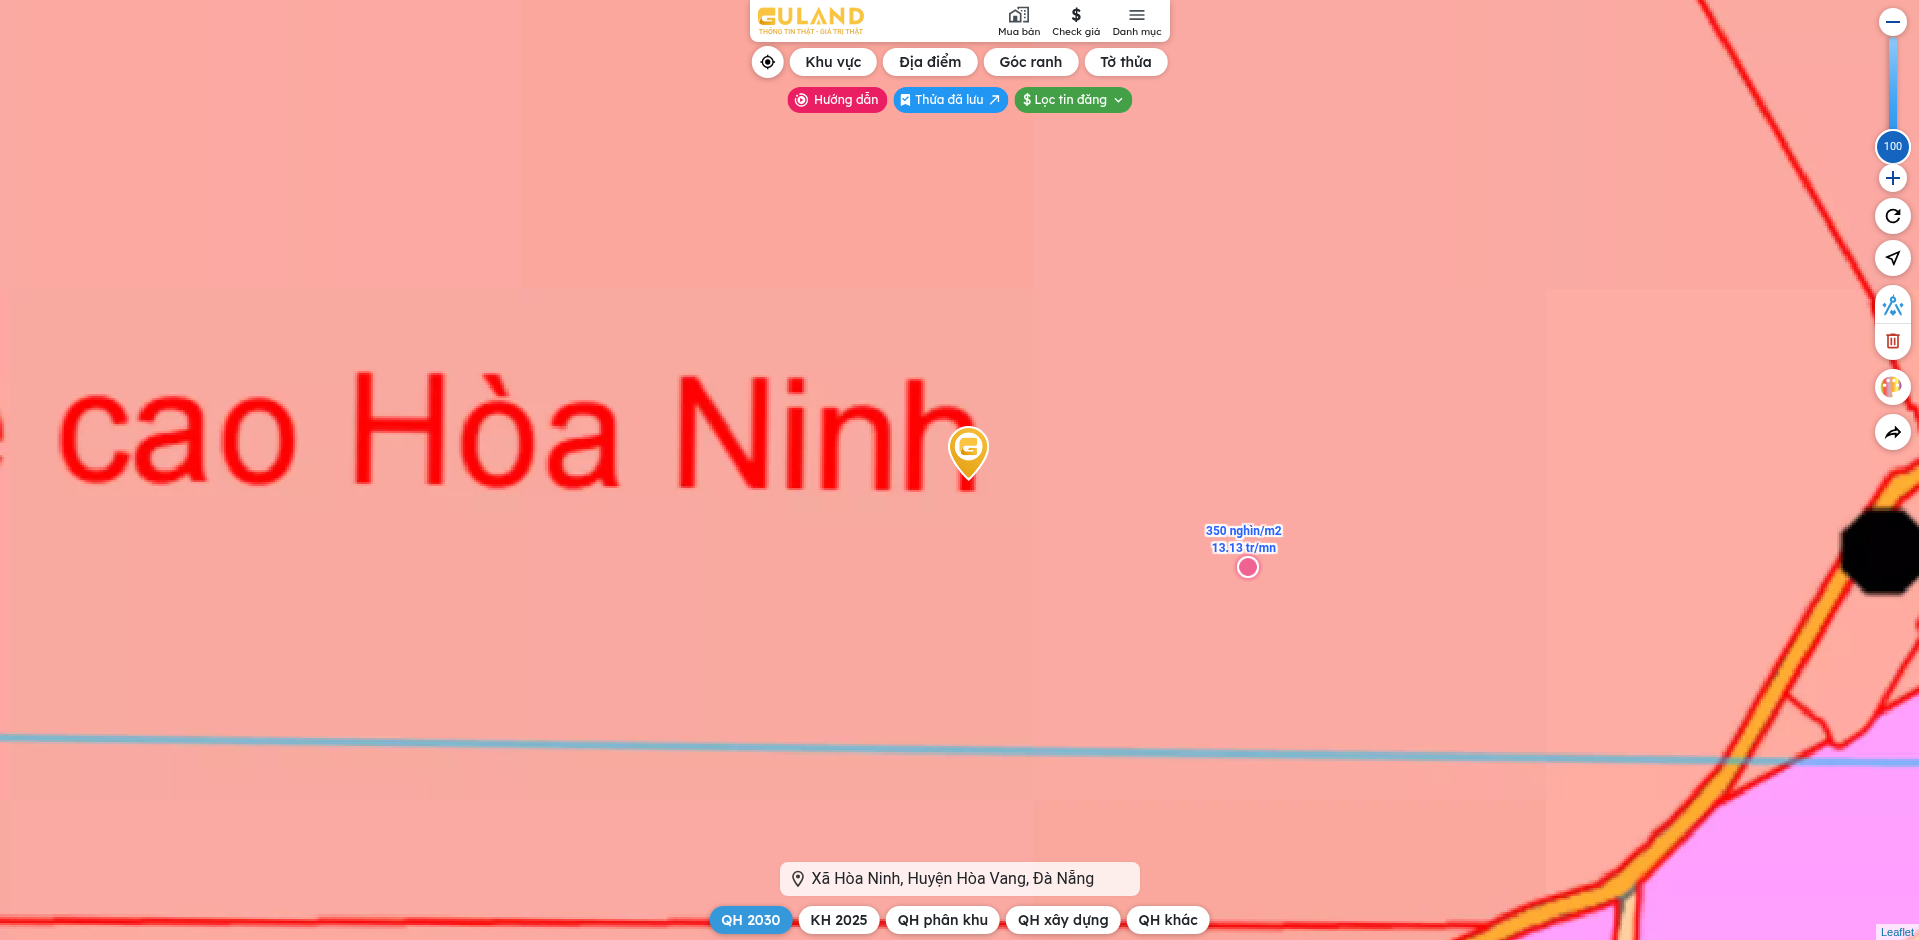 GULAND
THÔNG TIN THẬT - GIÁ TRỊ THẬT
Mua bán
$
Check giá
Danh mục
Khu vực
Địa điểm
Góc ranh
Tờ thửa
Hướng dẫn
Thửa đã lưu
$ Lọc tin đăng
100
cao Hòa Ninh
350 nghìn/m2
13.13 tr/mn
Xã Hòa Ninh, Huyện Hòa Vang, Đà Nẵng
QH 2030
KH 2025
QH phân khu
QH xây dựng
QH khác
Leaflet